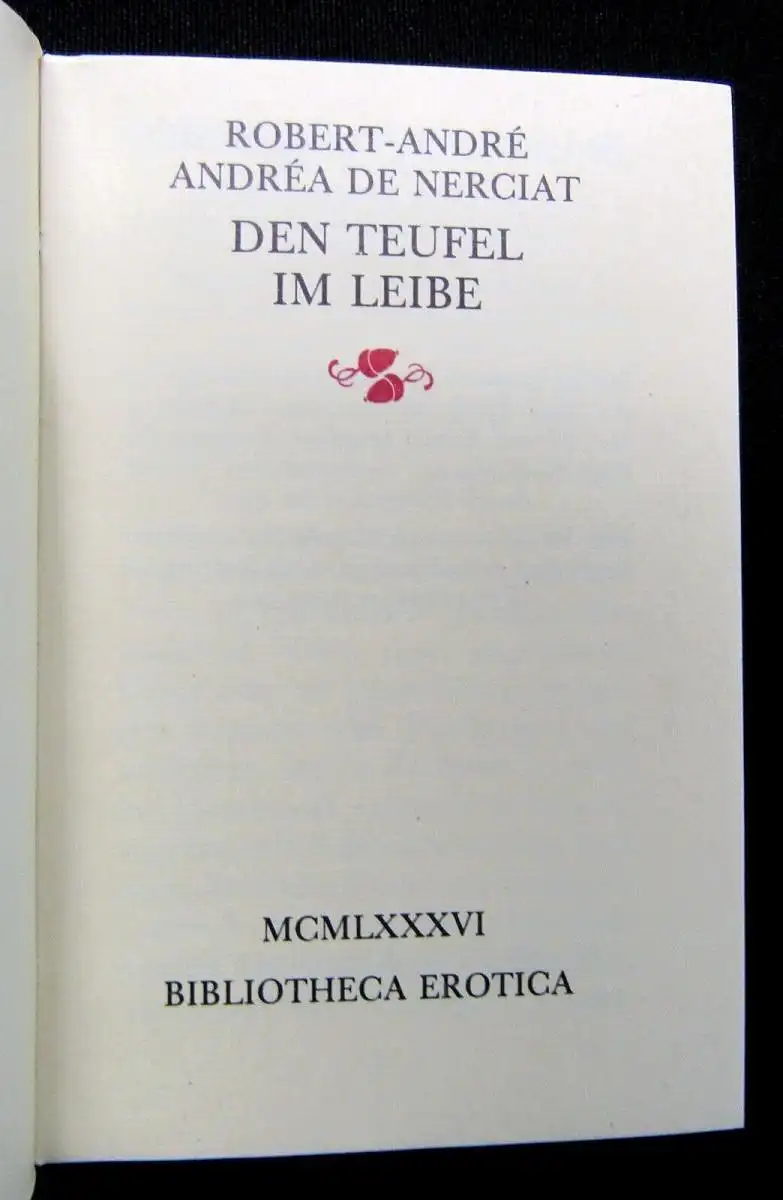 ROBERT-ANDRÉ
ANDRÉA DE NERCIAT
DEN TEUFEL
IM LEIBE
MCMLXXXVI
BIBLIOTHECA EROTICA